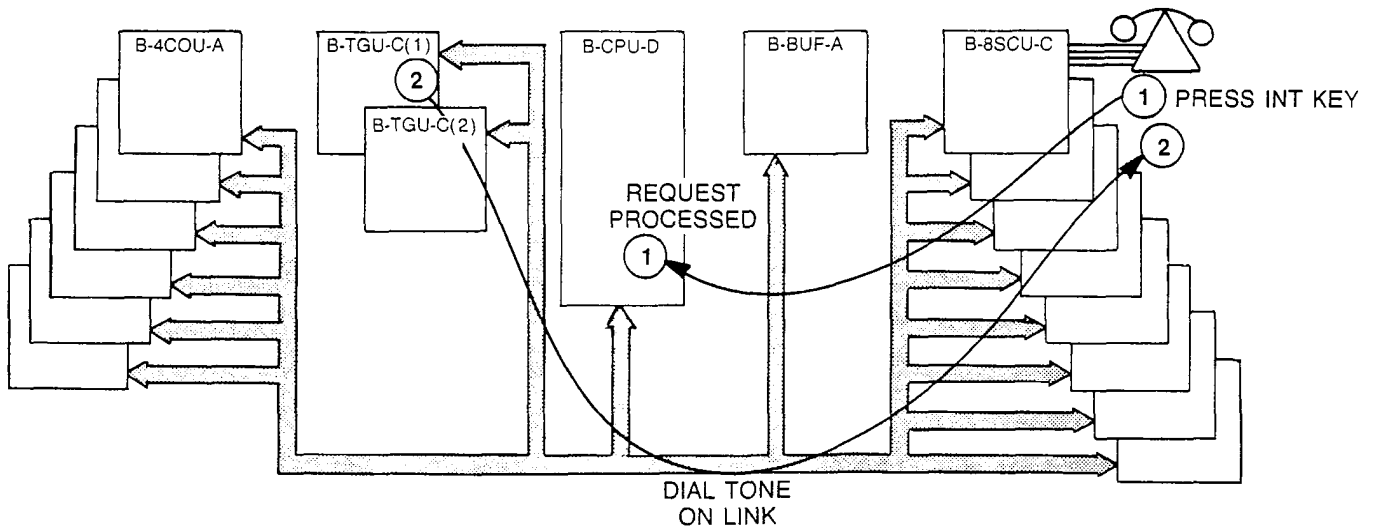 B-4COU-A
B-TGU-C(1)
B-CPU-D
B-BUF-A
B-8SCU-C
2
1 PRESS INT KEY
B-TGU-C(2)
2
REQUEST
PROCESSED
1
DIAL TONE
ON LINK